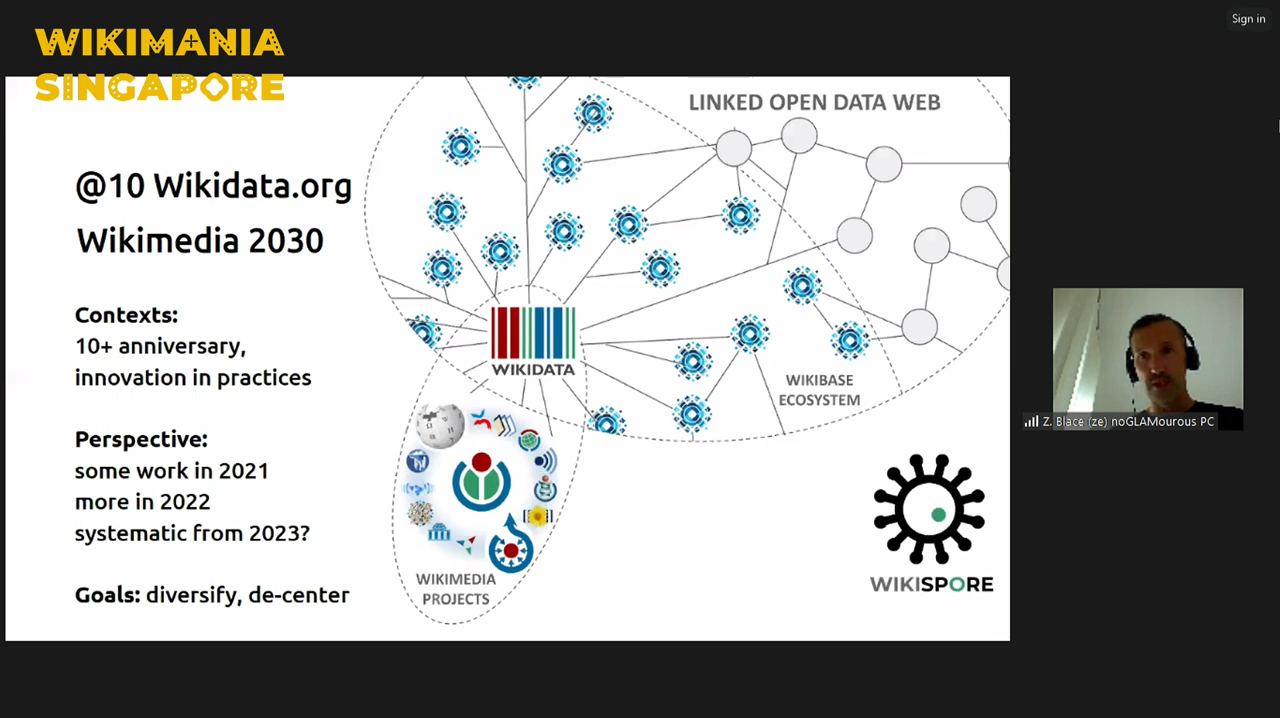 Sign in
WIKIMANIA
SINGAPORE
LINKED OPEN DATA WEB
@10 Wikidata.org
Wikimedia 2030
Contexts:
10+ anniversary,
innovation in practices
Perspective:
some work in 2021
more in 2022
systematic from 2023?
Goals: diversify, de-center
WIKIDATA
WIKIBASE
ECOSYSTEM
WIKIMEDIA
PROJECTS
WIKISPORE
Z. Blace (ze) noGLAMourous PC